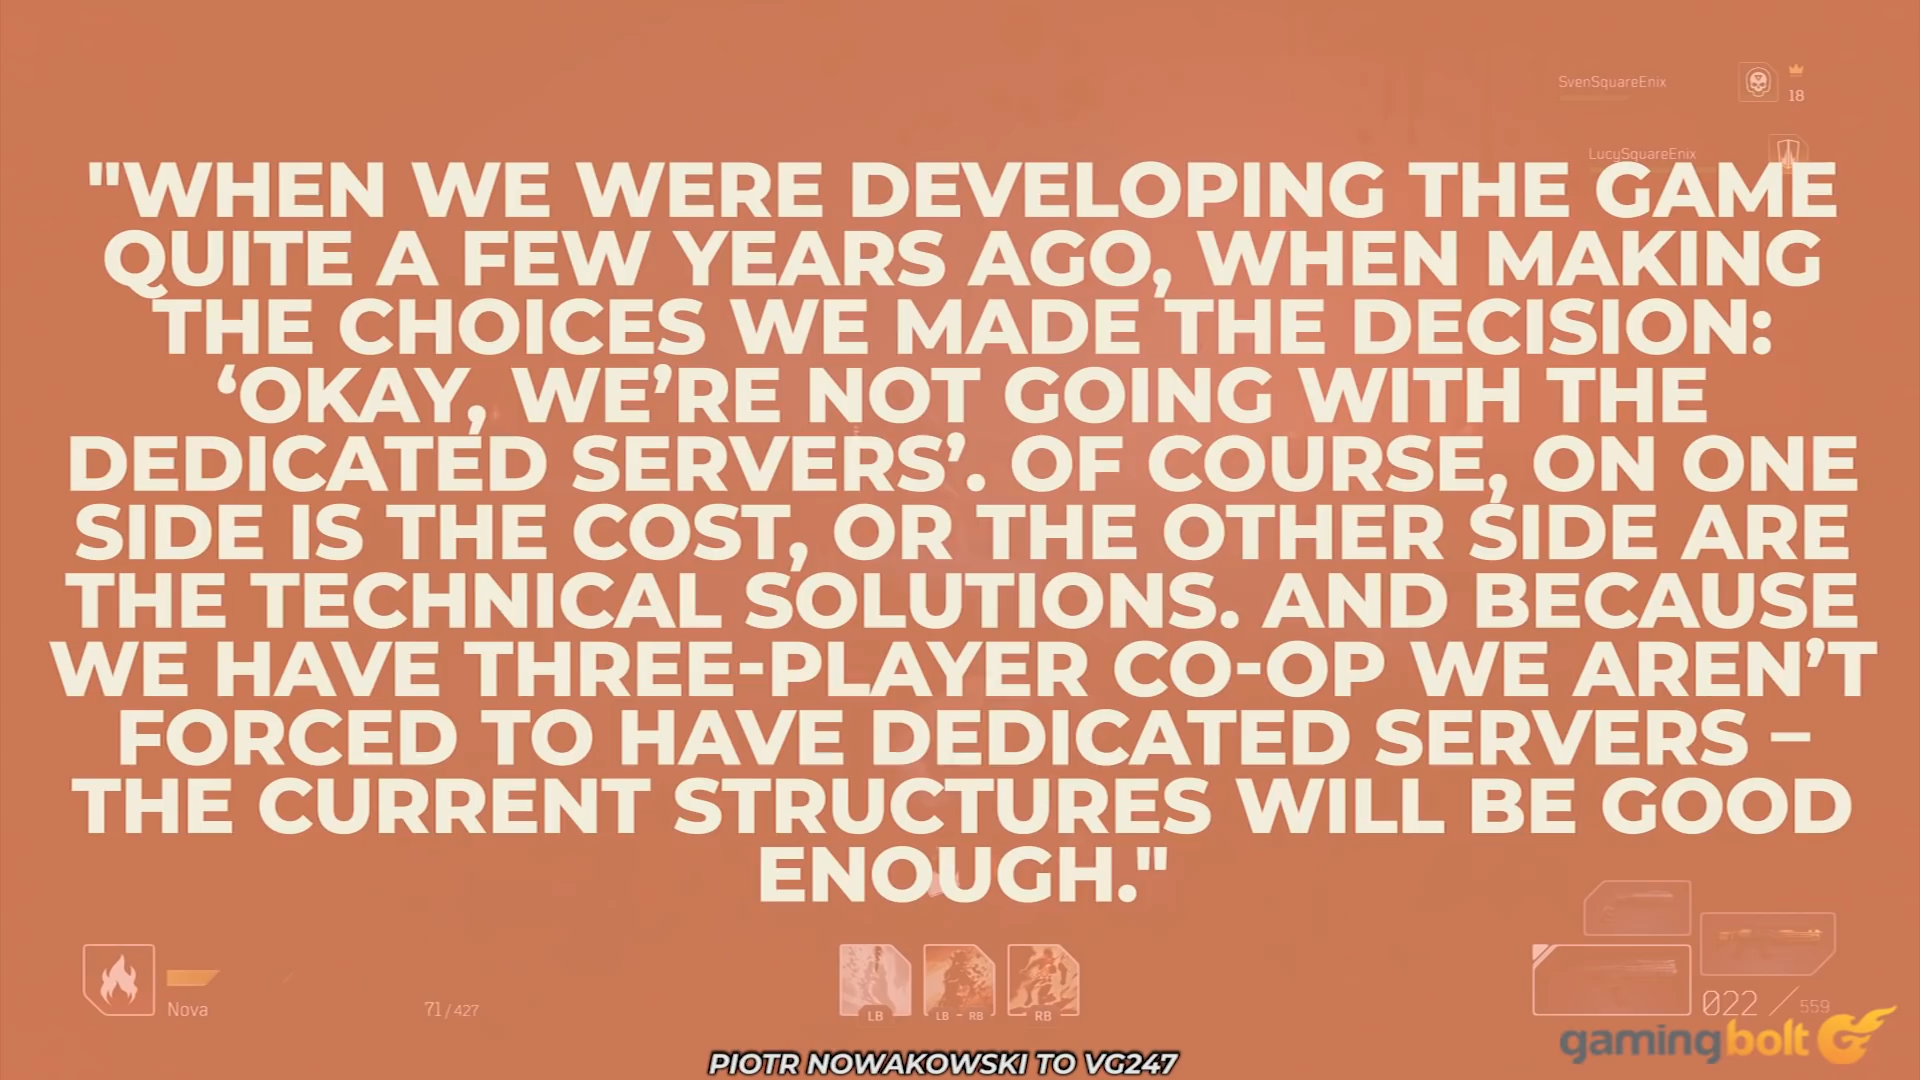 SvenSquareEnix
18
LucySquareEnix
"WHEN WE WERE DEVELOPING THE GAME
QUITE A FEW YEARS AGO, WHEN MAKING
THE CHOICES WE MADE THE DECISION:
‘OKAY, WE’RE NOT GOING WITH THE
DEDICATED SERVERS’. OF COURSE, ON ONE
SIDE IS THE COST, OR THE OTHER SIDE ARE
THE TECHNICAL SOLUTIONS. AND BECAUSE
WE HAVE THREE-PLAYER CO-OP WE AREN’T
FORCED TO HAVE DEDICATED SERVERS –
THE CURRENT STRUCTURES WILL BE GOOD
ENOUGH."
Nova
71/427
LB
LB - RB
RB
022 / 559
gamingbolt
PIOTR NOWAKOWSKI TO VG247